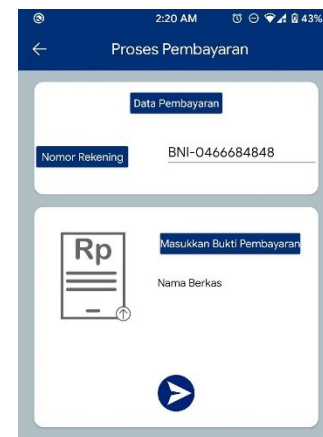 2:20 AM 43%
Proses Pembayaran
Data Pembayaran
Nomor Rekening BNI-0466684848
Rp
Masukkan Bukti Pembayaran
Nama Berkas